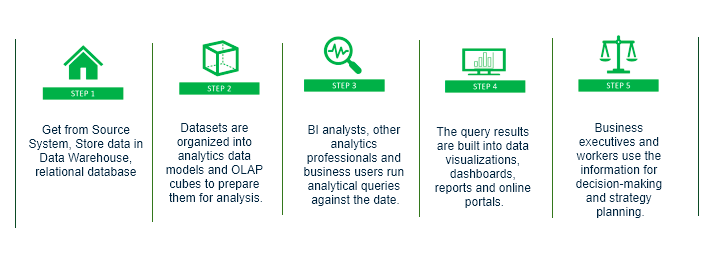 STEP 1
Get from Source
System, Store data in
Data Warehouse,
relational database
STEP 2
Datasets are
organized into
analytics data
models and OLAP
cubes to prepare
them for analysis.
STEP 3
BI analysts, other
analytics
professionals and
business users run
analytical queries
against the date.
STEP 4
The query results
are built into data
visualizations,
dashboards,
reports and online
portals.
STEP 5
Business
executives and
workers use the
information for
decision-making
and strategy
planning.